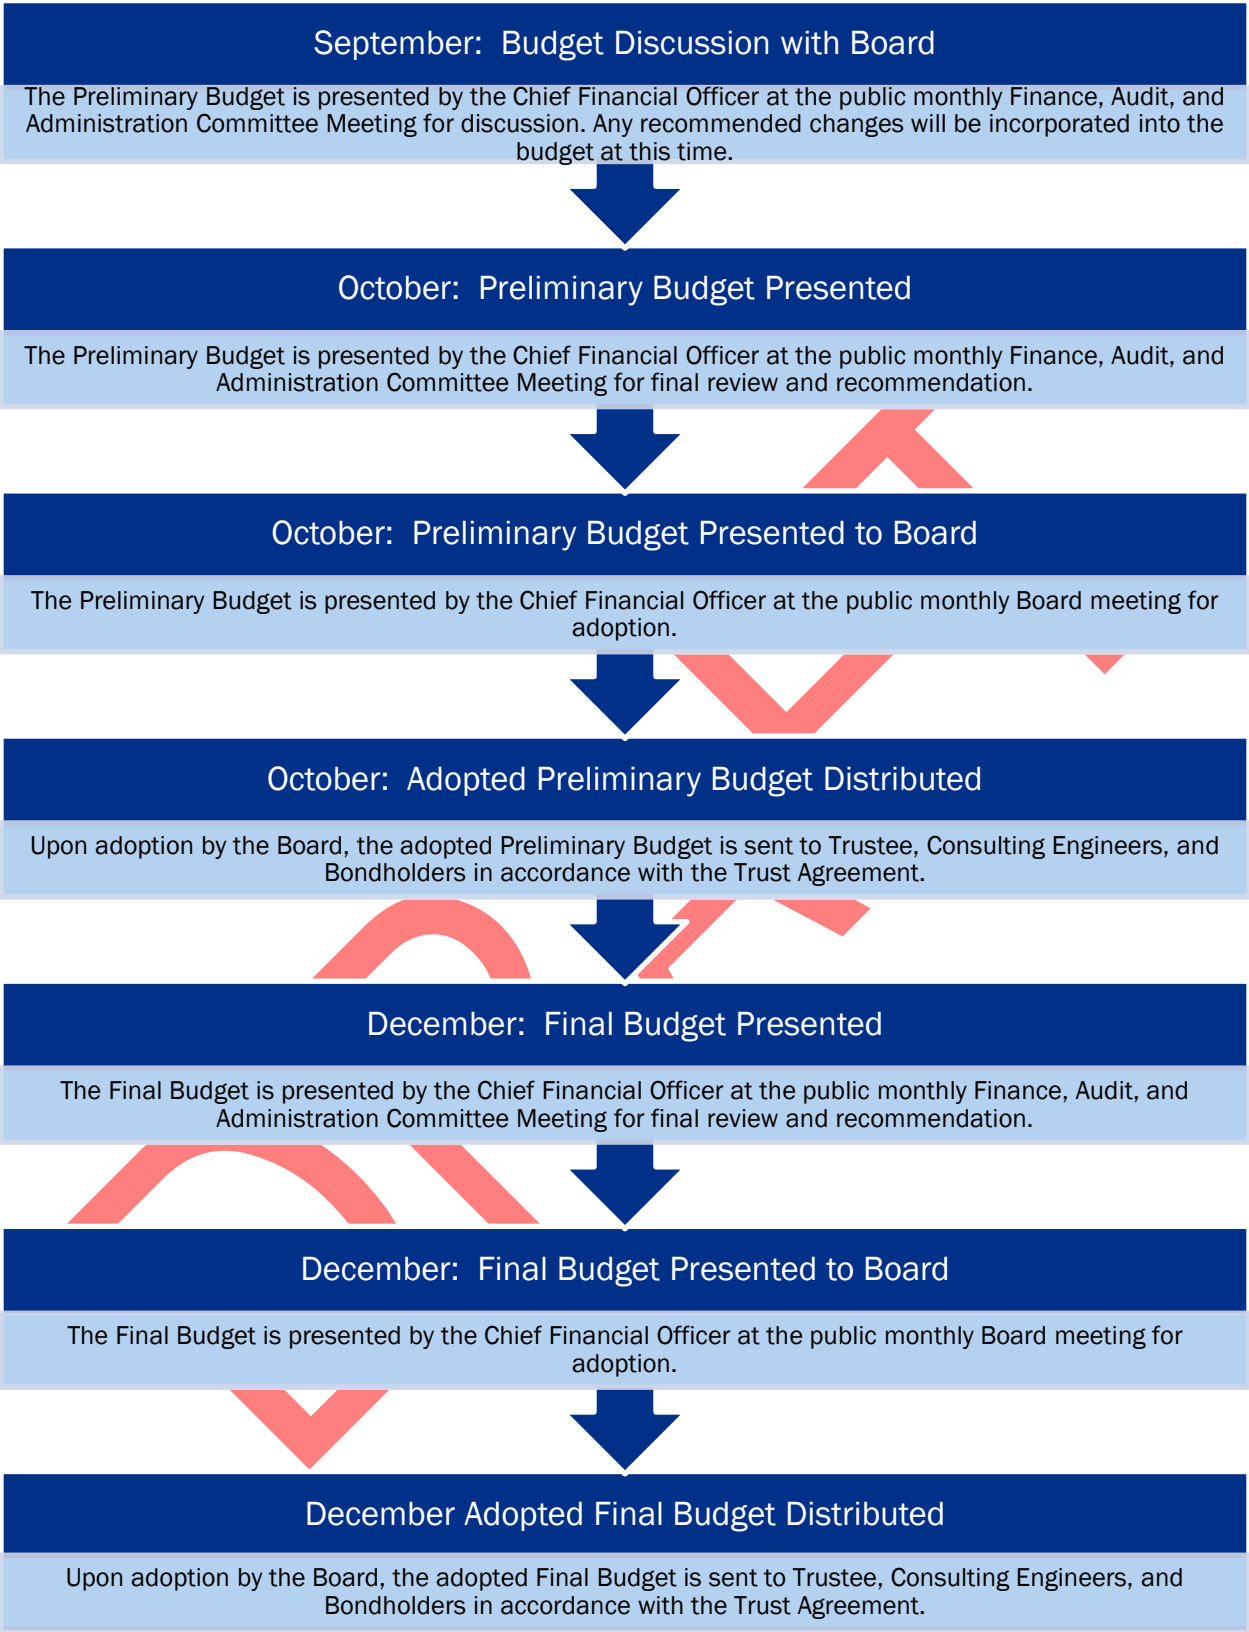 September:  Budget Discussion with Board
The Preliminary Budget is presented by the Chief Financial Officer at the public monthly Finance, Audit, and
Administration Committee Meeting for discussion. Any recommended changes will be incorporated into the
budget at this time.
October:  Preliminary Budget Presented
The Preliminary Budget is presented by the Chief Financial Officer at the public monthly Finance, Audit, and
Administration Committee Meeting for final review and recommendation.
October:  Preliminary Budget Presented to Board
The Preliminary Budget is presented by the Chief Financial Officer at the public monthly Board meeting for
adoption.
October:  Adopted Preliminary Budget Distributed
Upon adoption by the Board, the adopted Preliminary Budget is sent to Trustee, Consulting Engineers, and
Bondholders in accordance with the Trust Agreement.
December:  Final Budget Presented
The Final Budget is presented by the Chief Financial Officer at the public monthly Finance, Audit, and
Administration Committee Meeting for final review and recommendation.
December:  Final Budget Presented to Board
The Final Budget is presented by the Chief Financial Officer at the public monthly Board meeting for
adoption.
December Adopted Final Budget Distributed
Upon adoption by the Board, the adopted Final Budget is sent to Trustee, Consulting Engineers, and
Bondholders in accordance with the Trust Agreement.